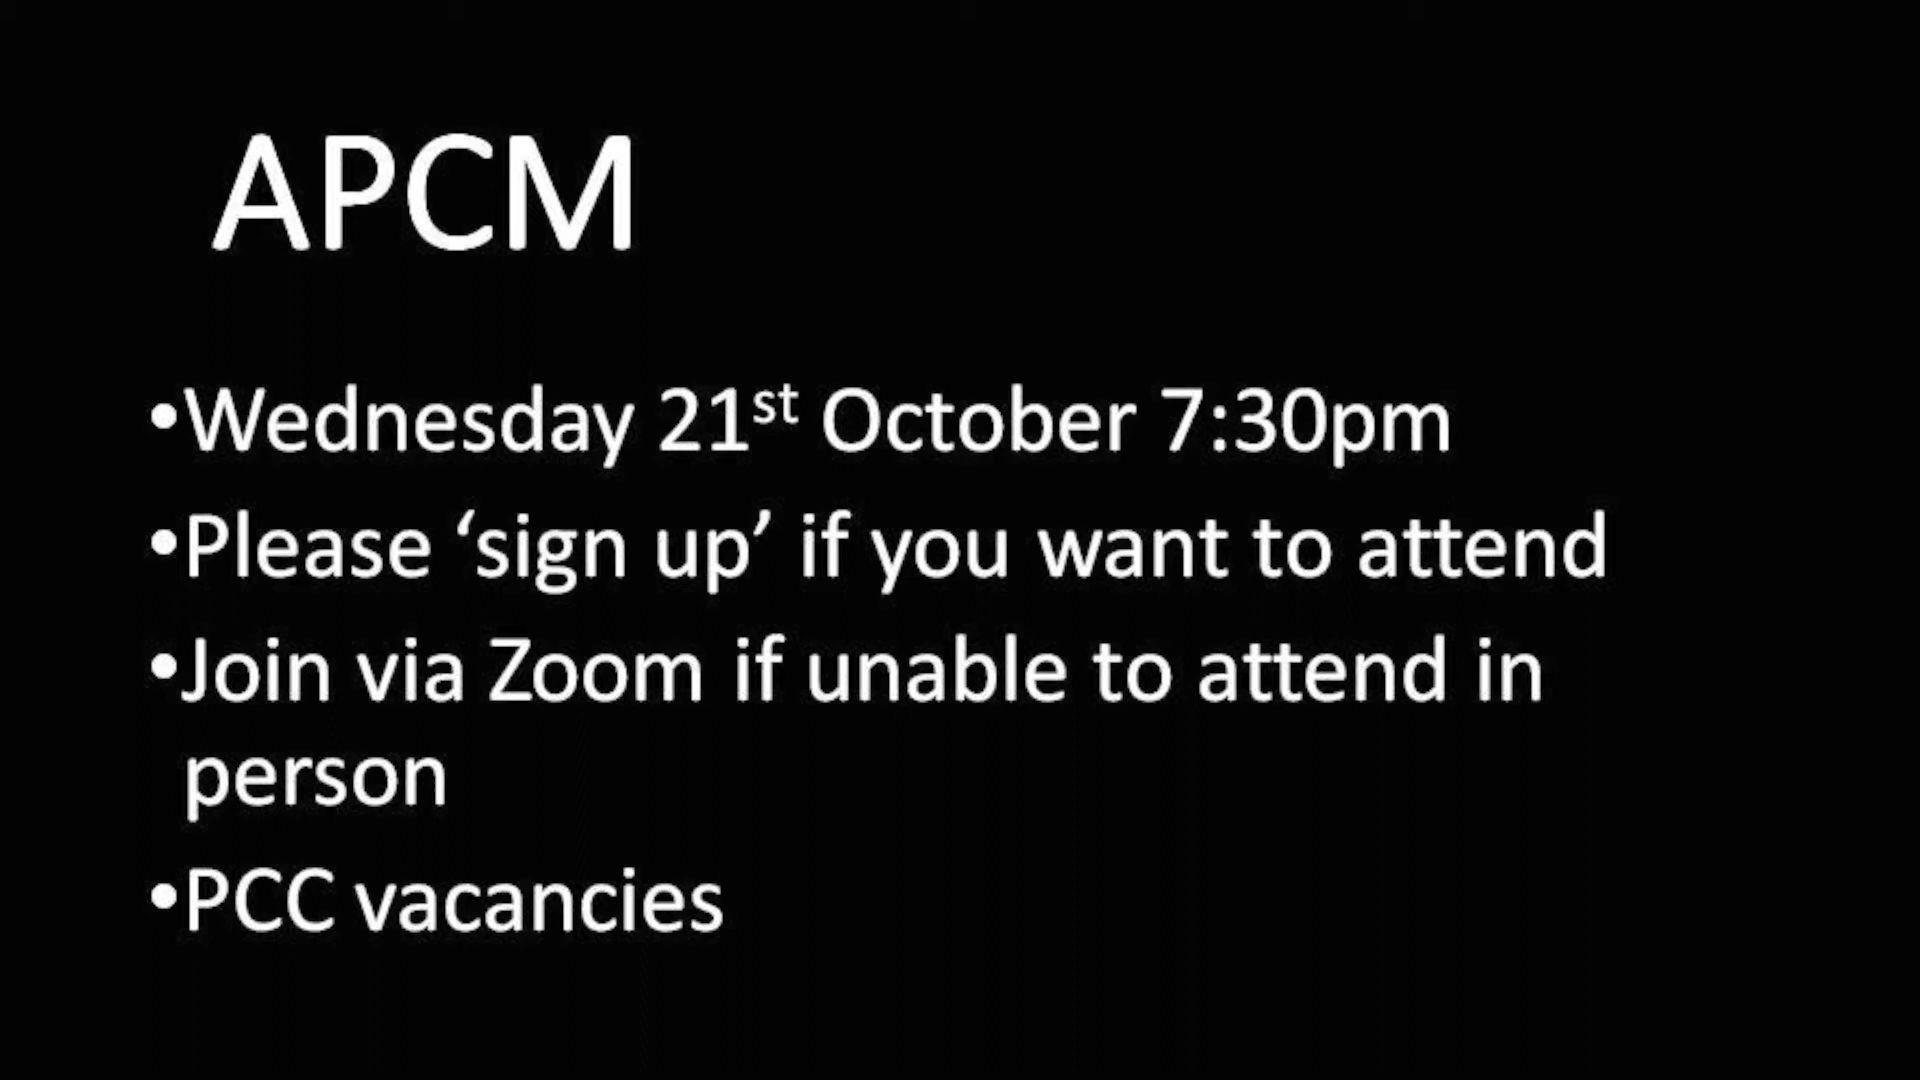 APCM
•Wednesday 21st October 7:30pm
•Please ‘sign up’ if you want to attend
•Join via Zoom if unable to attend in
person
•PCC vacancies